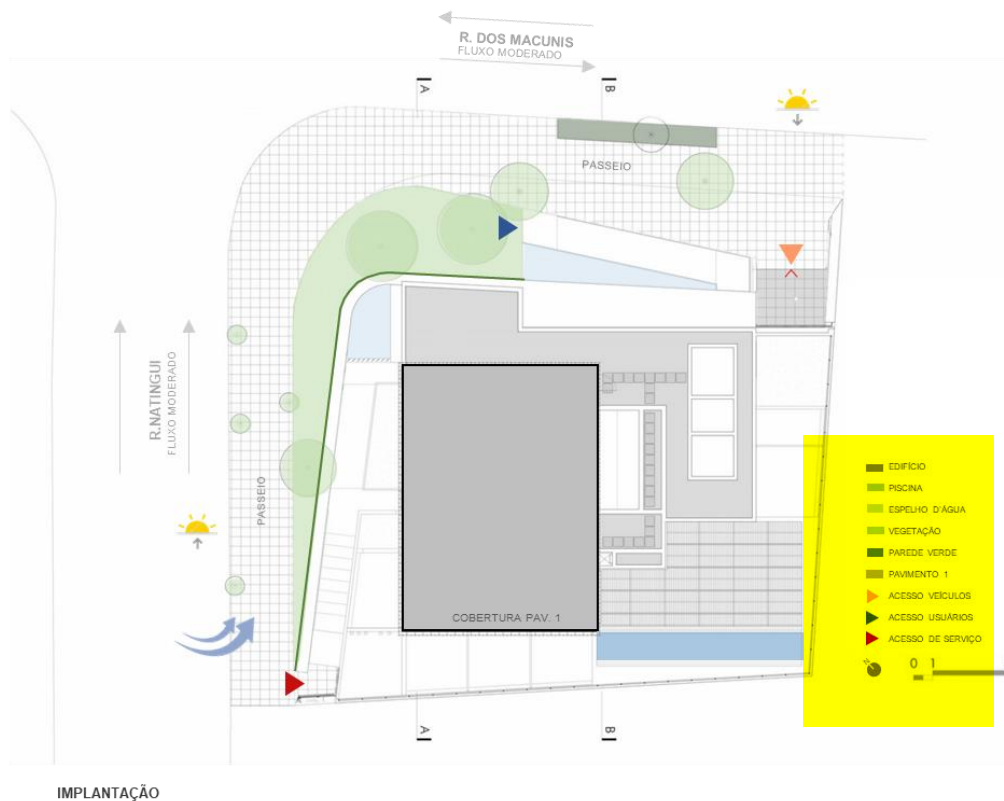 R. DOS MACUNIS
FLUXO MODERADO
A
B
PASSEIO
R.NATINGUI
FLUXO MODERADO
PASSEIO
COBERTURA PAV. 1
EDIFÍCIO
PISCINA
ESPELHO D'ÁGUA
VEGETAÇÃO
PAREDE VERDE
PAVIMENTO 1
ACESSO VEÍCULOS
ACESSO USUÁRIOS
ACESSO DE SERVIÇO
N
0 1
A
B
IMPLANTAÇÃO